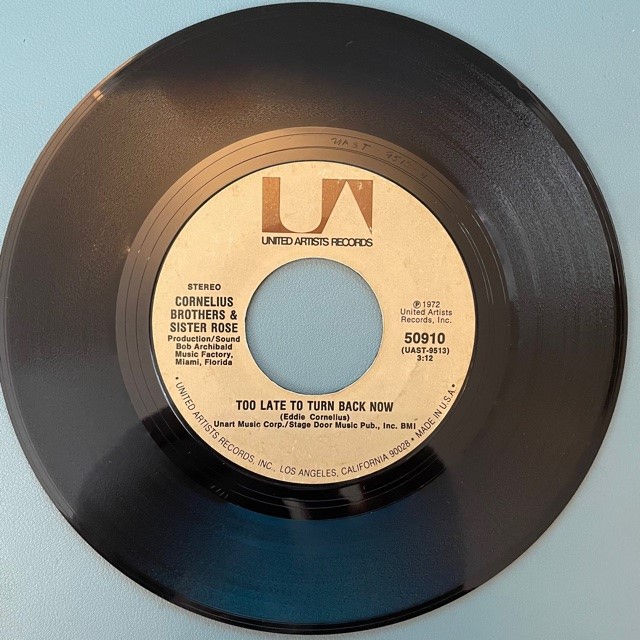 UAST 9513
UA
UNITED ARTISTS RECORDS
STEREO
CORNELIUS
BROTHERS &
SISTER ROSE
Production/Sound
Bob Archibald
Music Factory,
Miami, Florida
℗ 1972
United Artists
Records, Inc.
50910
(UAST-9513)
3:12
TOO LATE TO TURN BACK NOW
(Eddie Cornelius)
Unart Music Corp./Stage Door Music Pub., Inc. BMI
• UNITED ARTISTS RECORDS, INC., LOS ANGELES, CALIFORNIA 90028 • MADE IN U.S.A. •